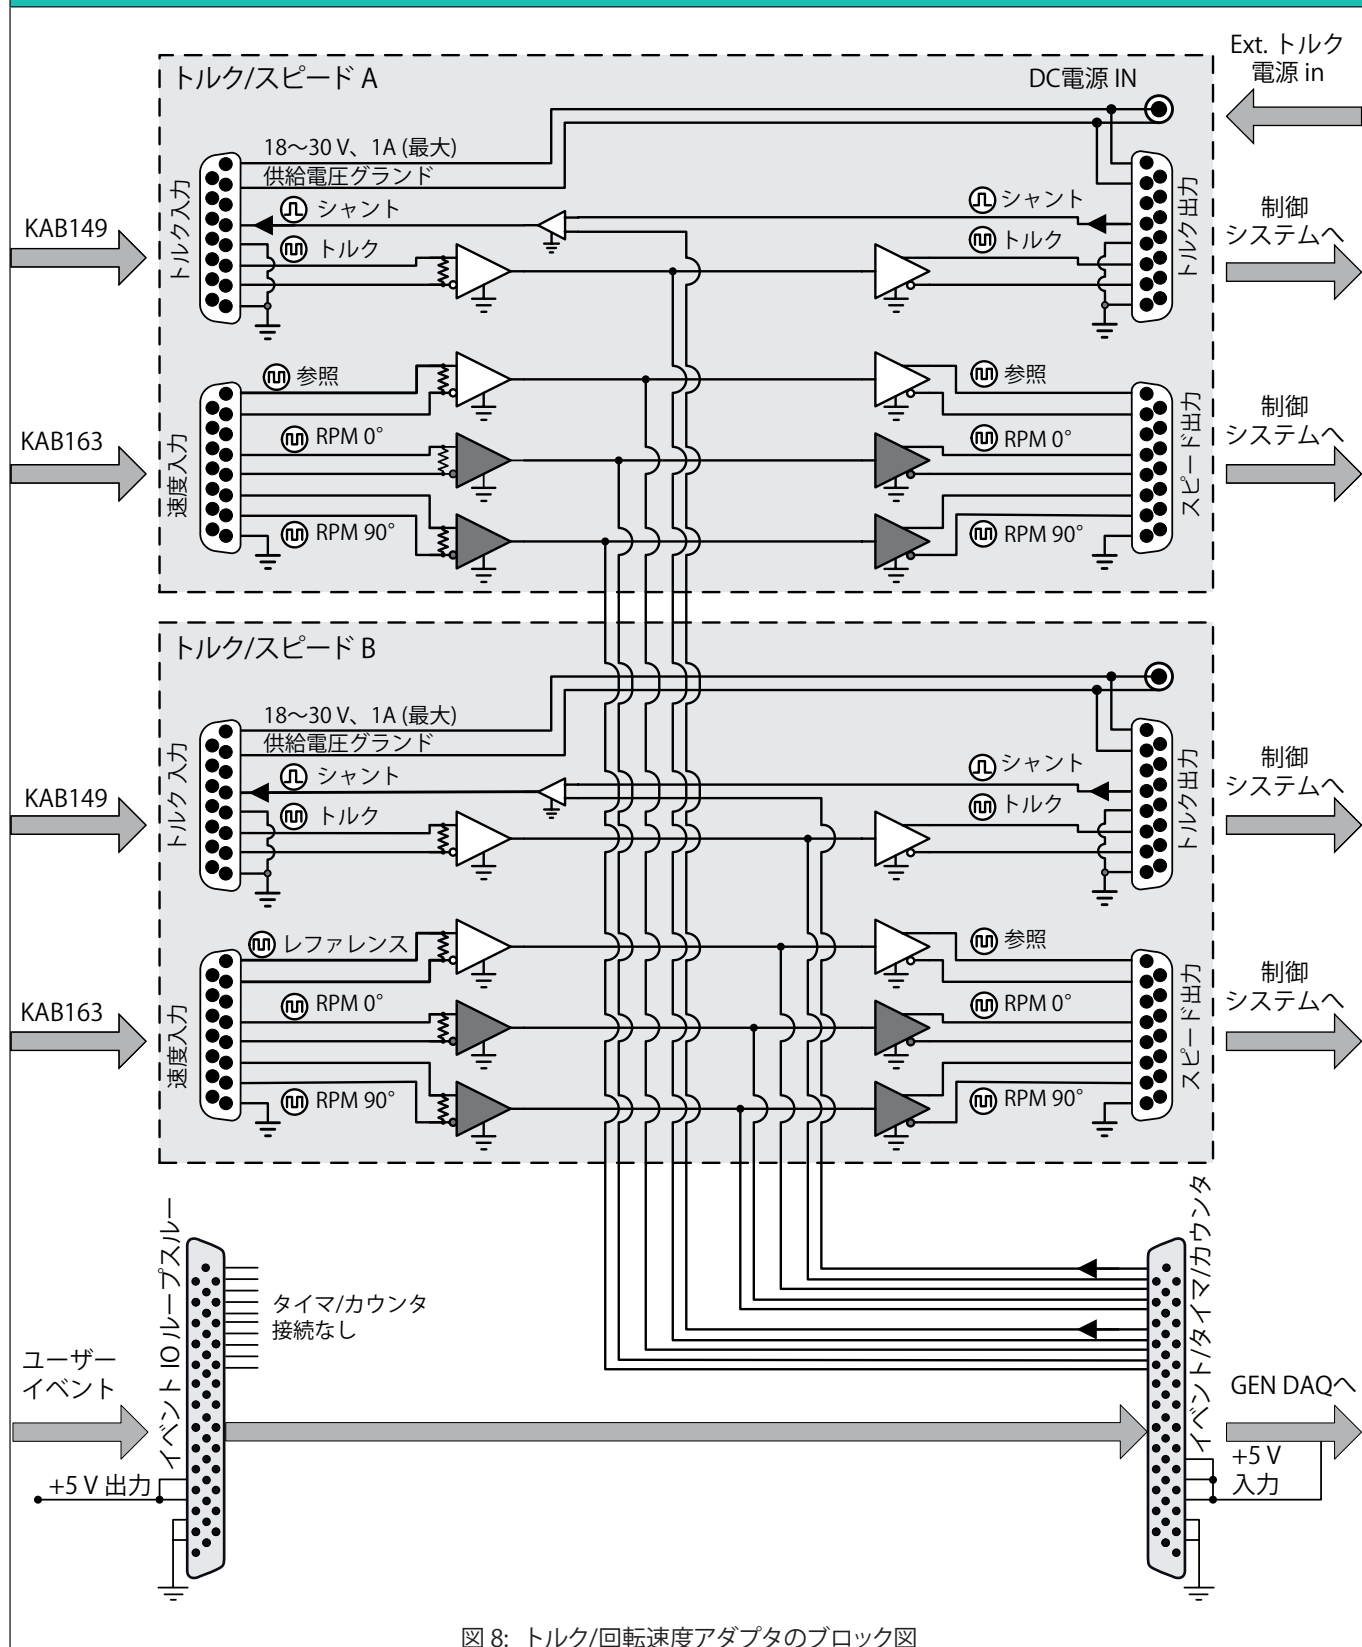 Ext. トルク
電源 in
トルク/スピード A
DC電源 IN
18～30 V、1A (最大)
供給電圧グランド
シャント
トルク
トルク入力
シャント
トルク
トルク出力
KAB149
制御
システムへ
参照
RPM 0°
RPM 90°
速度入力
参照
RPM 0°
RPM 90°
スピード出力
KAB163
制御
システムへ
トルク/スピード B
18～30 V、1A (最大)
供給電圧グランド
シャント
トルク
トルク入力
シャント
トルク
トルク出力
KAB149
制御
システムへ
レファレンス
RPM 0°
RPM 90°
速度入力
参照
RPM 0°
RPM 90°
スピード出力
KAB163
制御
システムへ
イベント IO ループスルー
タイマ/カウンタ
接続なし
イベント/タイマ/カウンタ
ユーザー
イベント
GEN DAQへ
+5 V 出力
+5 V
入力
図 8: トルク/回転速度アダプタのブロック図